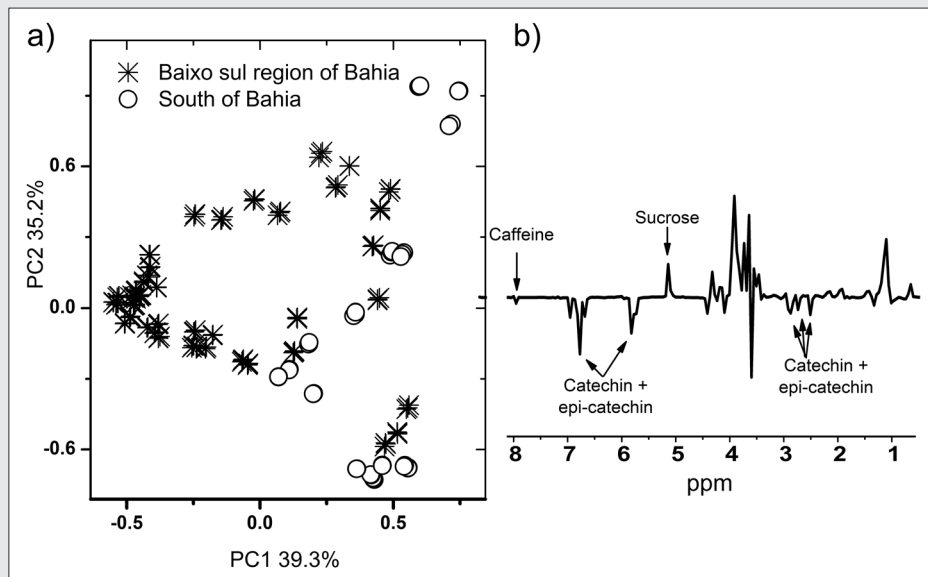 a)
Baixo sul region of Bahia
South of Bahia
0.6
0.0
-0.6
PC2 35.2%
-0.5
0.0
0.5
PC1 39.3%
b)
Caffeine
Sucrose
Catechin +
epi-catechin
Catechin +
epi-catechin
8 7 6 5 4 3 2 1
ppm